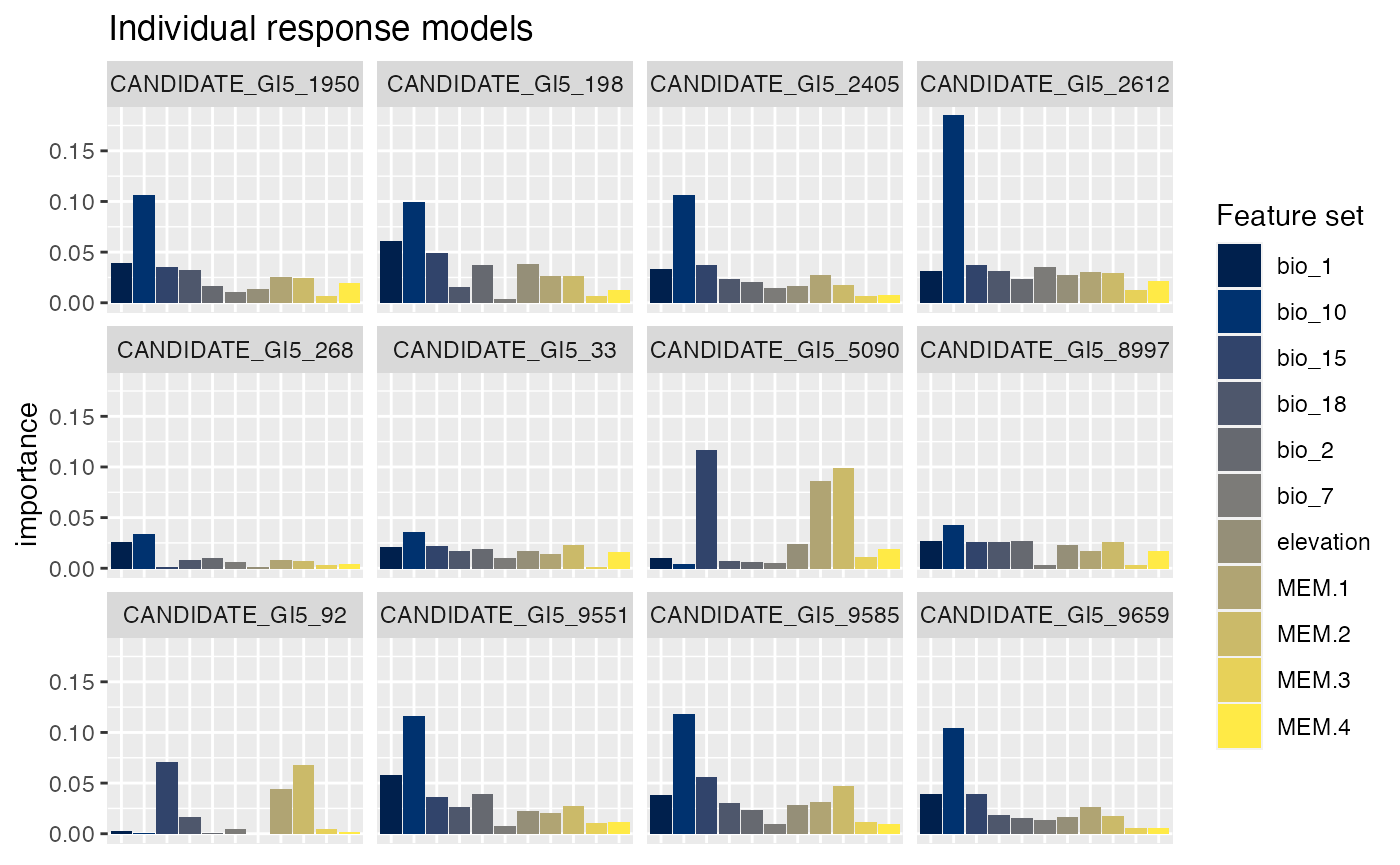 Individual response models
CANDIDATE_GI5_1950 CANDIDATE_GI5_198 CANDIDATE_GI5_2405 CANDIDATE_GI5_2612
0.15
0.10
0.05
0.00
CANDIDATE_GI5_268 CANDIDATE_GI5_33 CANDIDATE_GI5_5090 CANDIDATE_GI5_8997
0.15
0.10
0.05
0.00
CANDIDATE_GI5_92 CANDIDATE_GI5_9551 CANDIDATE_GI5_9585 CANDIDATE_GI5_9659
0.15
0.10
0.05
0.00
importance
Feature set
bio_1
bio_10
bio_15
bio_18
bio_2
bio_7
elevation
MEM.1
MEM.2
MEM.3
MEM.4